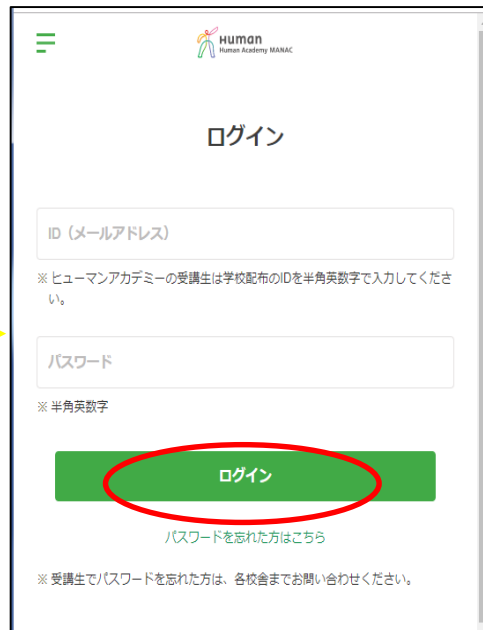 Human
Human Academy MANAC
ログイン
ID（メールアドレス）
※ ヒューマンアカデミーの受講生は学校配布のIDを半角英数字で入力してくださ
い。
パスワード
※ 半角英数字
ログイン
パスワードを忘れた方はこちら
※ 受講生でパスワードを忘れた方は、各校舎までお問い合わせください。